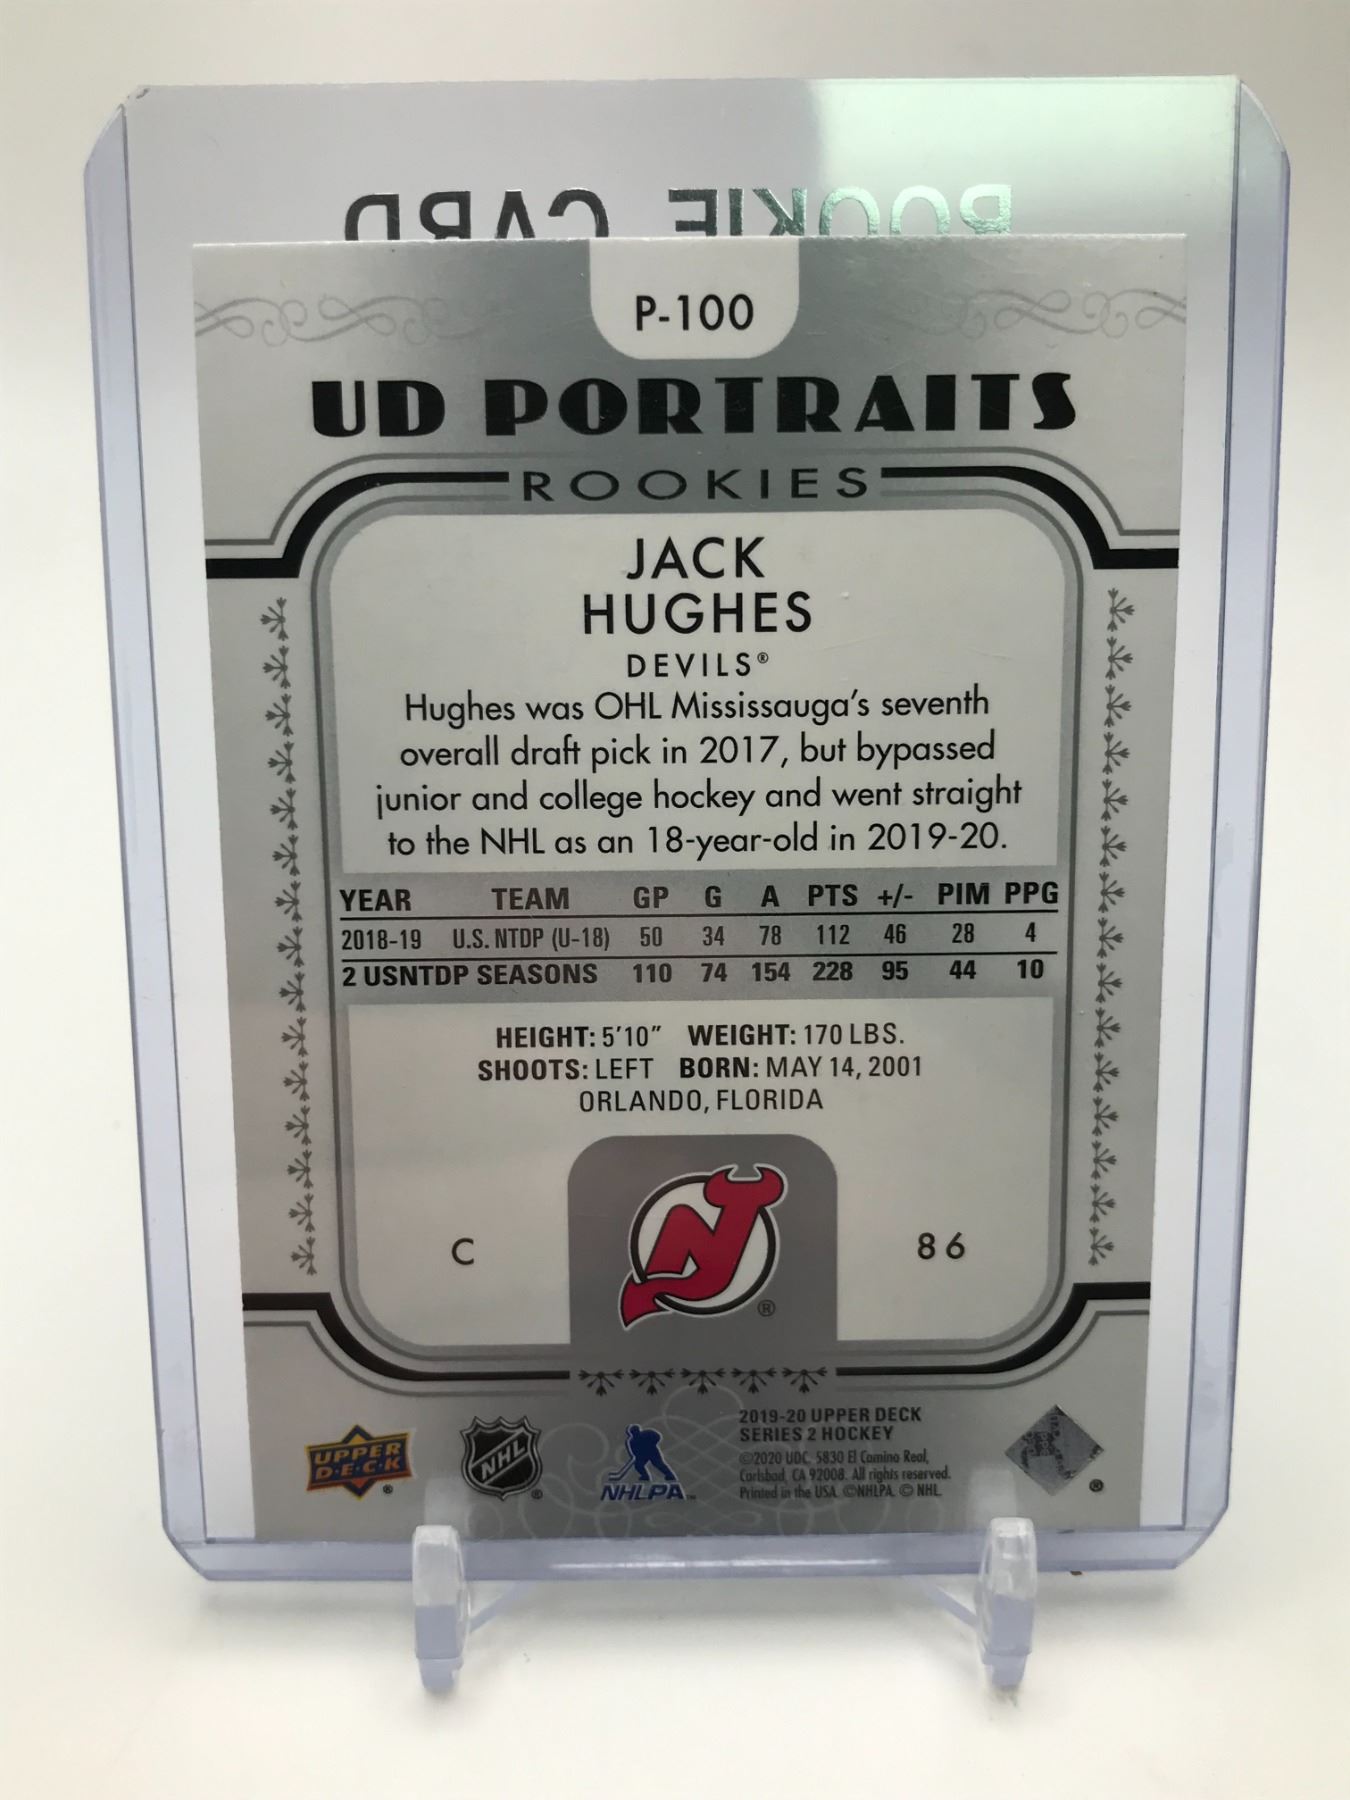 ROOKIE CARD
P-100
UD PORTRAITS
ROOKIES
JACK
HUGHES
DEVILS®
Hughes was OHL Mississauga's seventh
overall draft pick in 2017, but bypassed
junior and college hockey and went straight
to the NHL as an 18-year-old in 2019-20.
YEAR TEAM GP G A PTS +/- PIM PPG
2018-19 U.S. NTDP (U-18) 50 34 78 112 46 28 4
2 USNTDP SEASONS 110 74 154 228 95 44 10
HEIGHT: 5'10" WEIGHT: 170 LBS.
SHOOTS: LEFT BORN: MAY 14, 2001
ORLANDO, FLORIDA
C 86
®
UPPER
D·E·C·K
®
NHL
®
NHLPA™
2019-20 UPPER DECK
SERIES 2 HOCKEY
©2020 UDC. 5830 El Camino Real,
Carlsbad, CA 92008. All rights reserved.
Printed in the USA. ©NHLPA. © NHL.
®